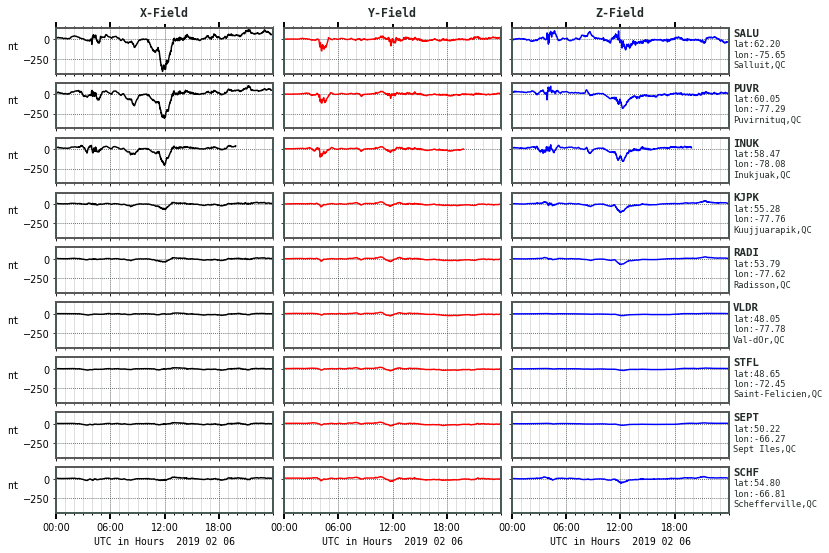 X-Field Y-Field Z-Field
nt 0 SALU
−250 lat:62.20
lon:-75.65
Salluit,QC
nt 0 PUVR
−250 lat:60.05
lon:-77.29
Puvirnituq,QC
nt 0 INUK
−250 lat:58.47
lon:-78.08
Inukjuak,QC
nt 0 KJPK
−250 lat:55.28
lon:-77.76
Kuujjuarapik,QC
nt 0 RADI
−250 lat:53.79
lon:-77.62
Radisson,QC
nt 0 VLDR
−250 lat:48.05
lon:-77.78
Val-dOr,QC
nt 0 STFL
−250 lat:48.65
lon:-72.45
Saint-Felicien,QC
nt 0 SEPT
−250 lat:50.22
lon:-66.27
Sept Iles,QC
nt 0 SCHF
−250 lat:54.80
lon:-66.81
Schefferville,QC
00:00 06:00 12:00 18:00 00:00 06:00 12:00 18:00 00:00 06:00 12:00 18:00
UTC in Hours 2019 02 06 UTC in Hours 2019 02 06 UTC in Hours 2019 02 06